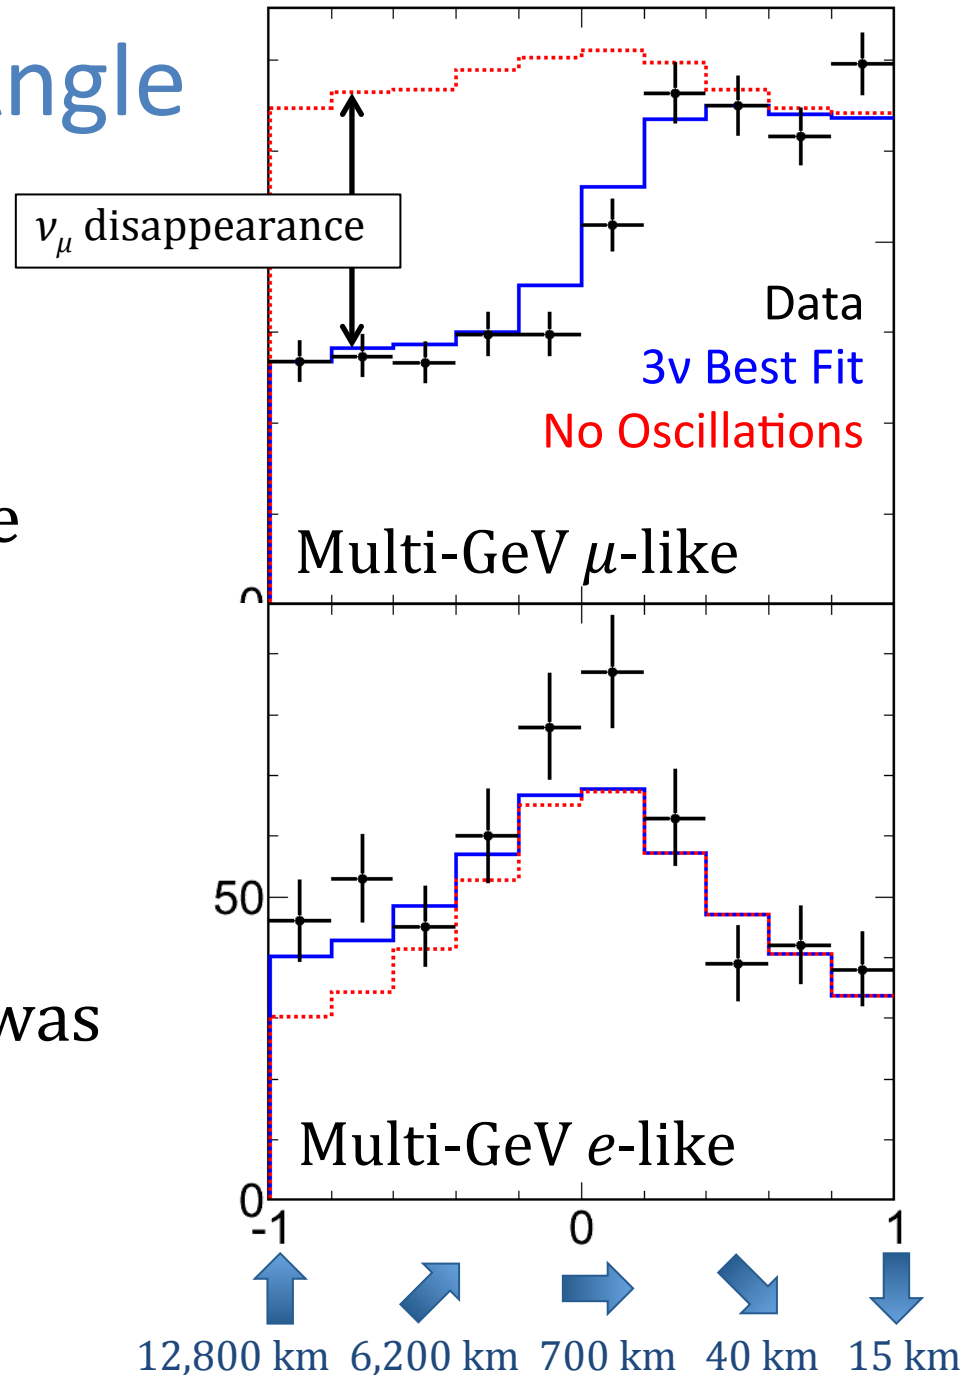 ngle
ν_μ disappearance
Data
3ν Best Fit
No Oscillations
e
Multi-GeV μ-like
0
50
was
Multi-GeV e-like
0
-1 0 1
12,800 km 6,200 km 700 km 40 km 15 km